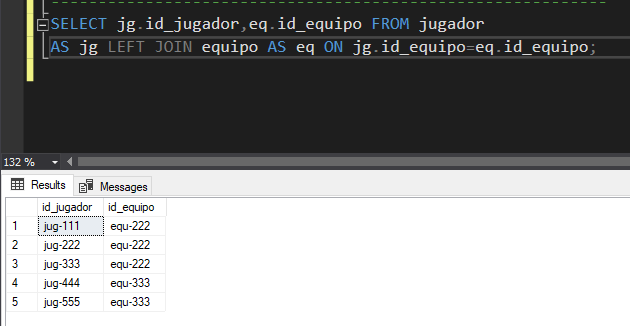 SELECT jg.id_jugador,eq.id_equipo FROM jugador
AS jg LEFT JOIN equipo AS eq ON jg.id_equipo=eq.id_equipo;
132 %
Results Messages
id_jugador id_equipo
1 jug-111 equ-222
2 jug-222 equ-222
3 jug-333 equ-222
4 jug-444 equ-333
5 jug-555 equ-333